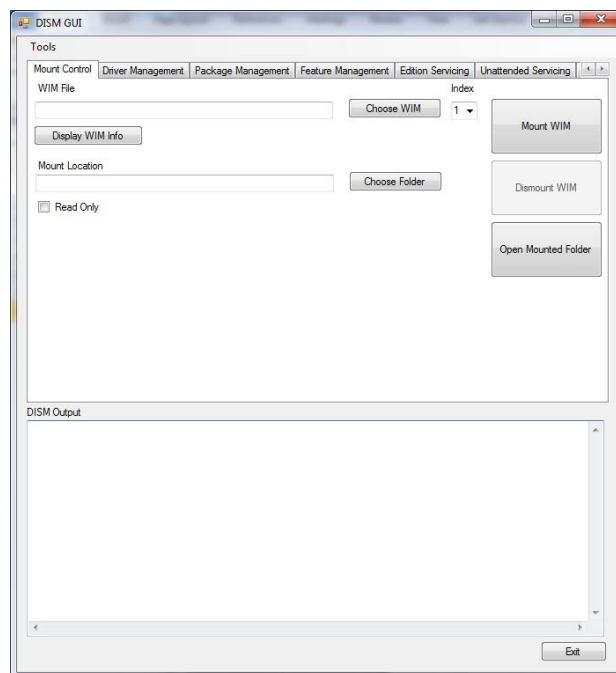 DISM GUI
Tools
Mount Control Driver Management Package Management Feature Management Edition Servicing Unattended Servicing
WIM File Index
Choose WIM 1 Mount WIM
Display WIM Info
Mount Location
Choose Folder Dismount WIM
Read Only
Open Mounted Folder
DISM Output
Exit